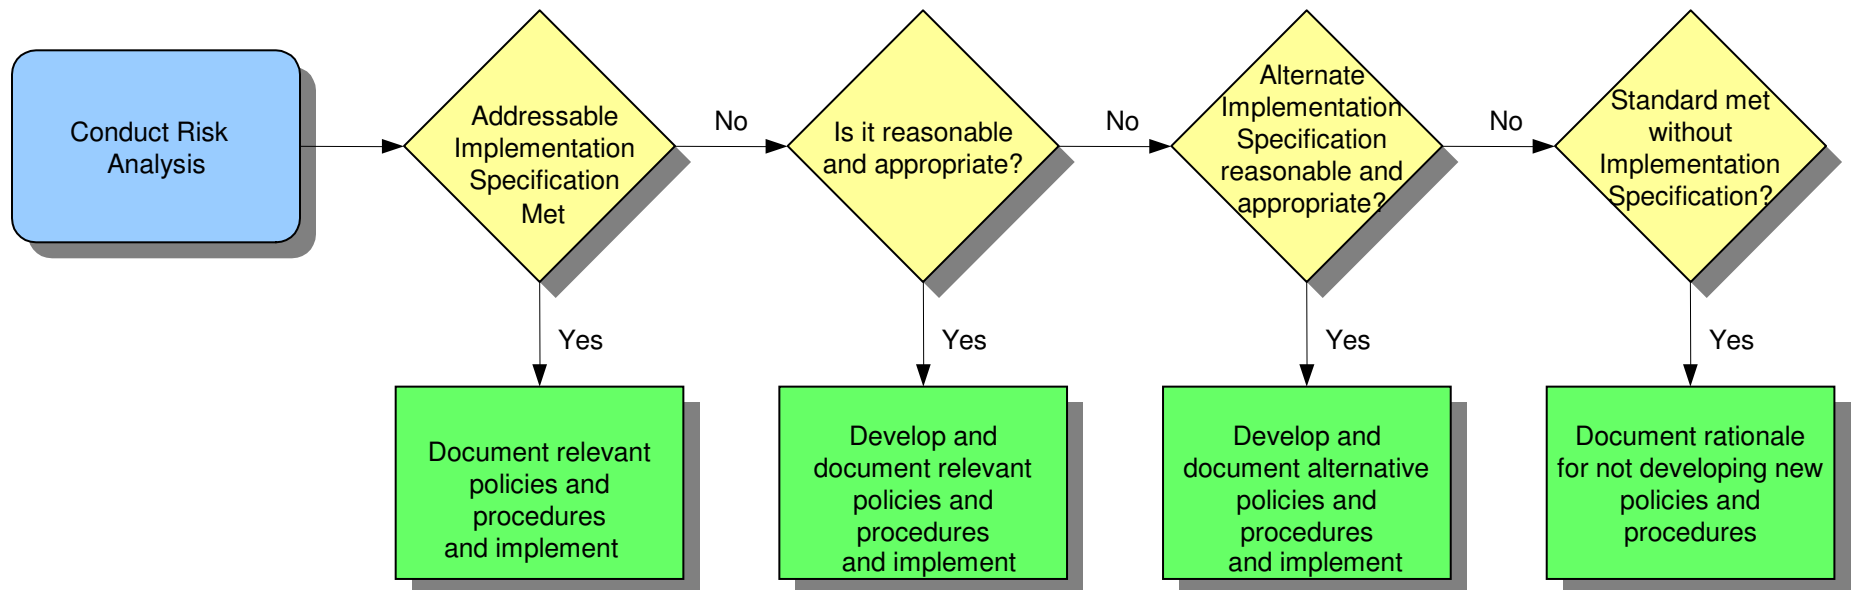 Conduct Risk
Analysis
Addressable
Implementation
Specification
Met
No
Is it reasonable
and appropriate?
No
Alternate
Implementation
Specification
reasonable and
appropriate?
No
Standard met
without
Implementation
Specification?
Yes
Yes
Yes
Yes
Document relevant
policies and
procedures
and implement
Develop and
document relevant
policies and
procedures
and implement
Develop and
document alternative
policies and
procedures
and implement
Document rationale
for not developing new
policies and
procedures